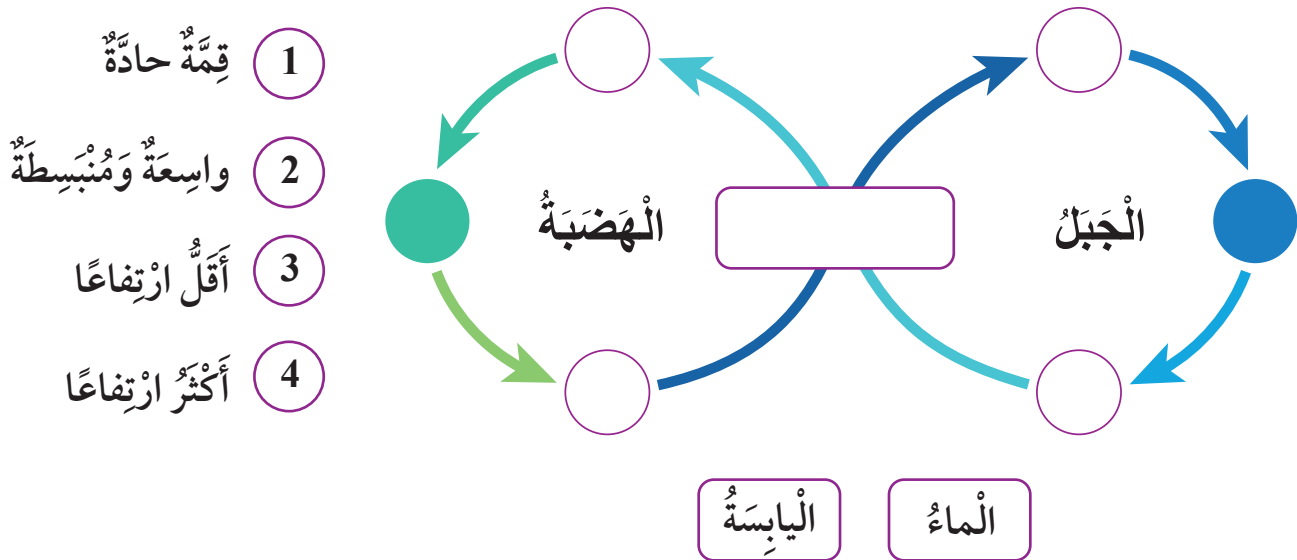 1 قِمَّةٌ حادَّةٌ
2 واسِعَةٌ وَمُنْبَسِطَةٌ
3 أَقَلُّ ارْتِفاعًا
4 أَكْثَرُ ارْتِفاعًا
الْجَبَلُ
الْهَضَبَةُ
الْماءُ
الْيابِسَةُ